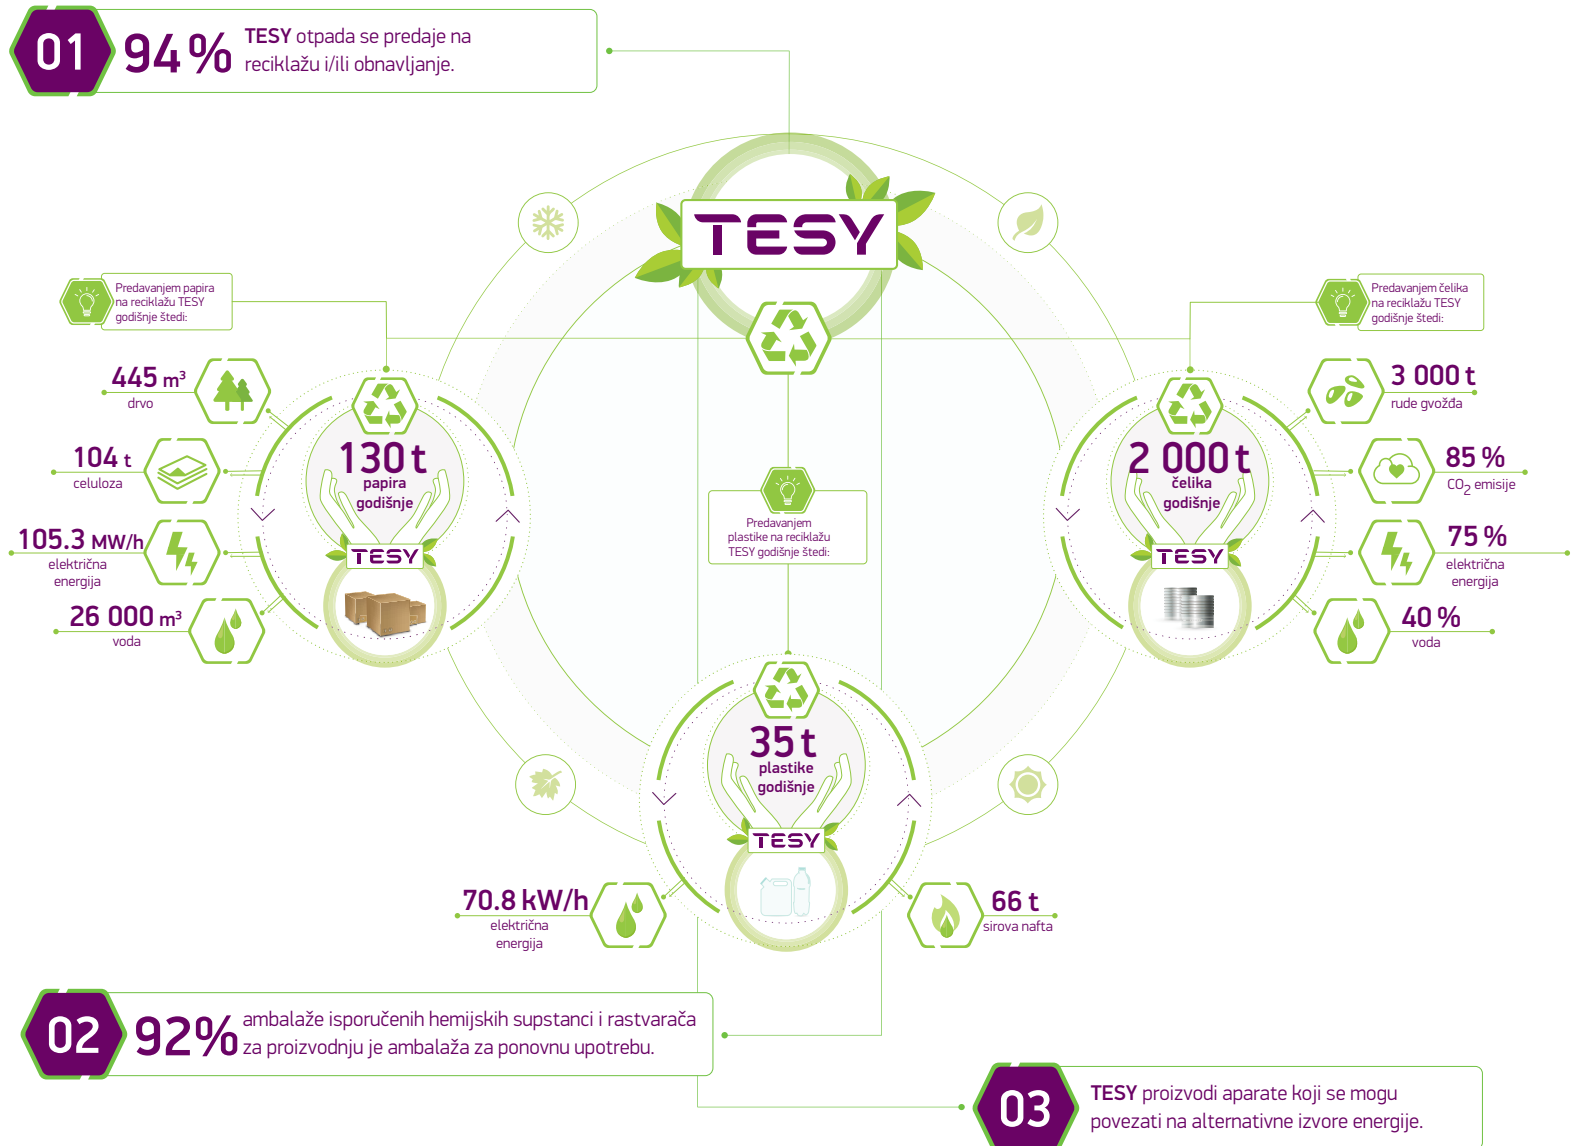 01
94%
TESY otpada se predaje na
reciklažu i/ili obnavljanje.
TESY
Predavanjem papira
na reciklažu TESY
godišnje štedi:
445 m³
drvo
104 t
celuloza
105.3 MW/h
električna
energija
26 000 m³
voda
130 t
papira
godišnje
TESY
Predavanjem
plastike na reciklažu
TESY godišnje štedi:
35 t
plastike
godišnje
TESY
70.8 kW/h
električna
energija
66 t
sirova nafta
Predavanjem čelika
na reciklažu TESY
godišnje štedi:
2 000 t
čelika
godišnje
TESY
3 000 t
rude gvožđa
85 %
CO₂ emisije
75 %
električna
energija
40 %
voda
02
92%
ambalaže isporučenih hemijskih supstanci i rastvarača
za proizvodnju je ambalaža za ponovnu upotrebu.
03
TESY proizvodi aparate koji se mogu
povezati na alternativne izvore energije.